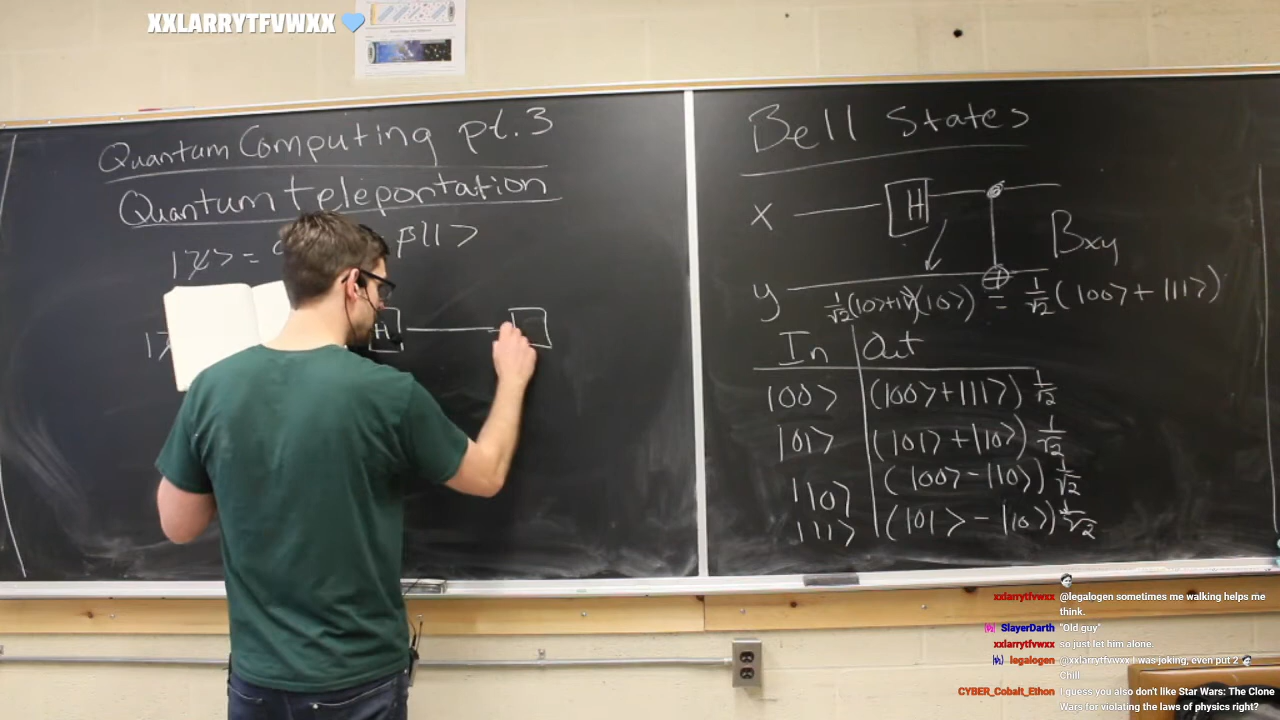 XXLARRYTFVWXX
Quantum Computing pt.3
Quantum teleportation
|ψ> = β|1>
H
Bell States
x H
Bxy
y 1/√2(|0>+|1>)(|0>) = 1/√2(|00>+|11>)
In Out
|00> (|00>+|11>) 1/√2
|01> (|01>+|10>) 1/√2
|10> (|00>-|10>) 1/√2
|11> (|01>-|10>) 1/√2
xxlarrytfvwxx @legalogen sometimes me walking helps me
think.
SlayerDarth "Old guy"
xxlarrytfvwxx so just let him alone.
legalogen @xxlarrytfvwxx I was joking, even put 2
Chill
CYBER_Cobalt_Ethon I guess you also don't like Star Wars: The Clone
Wars for violating the laws of physics right?